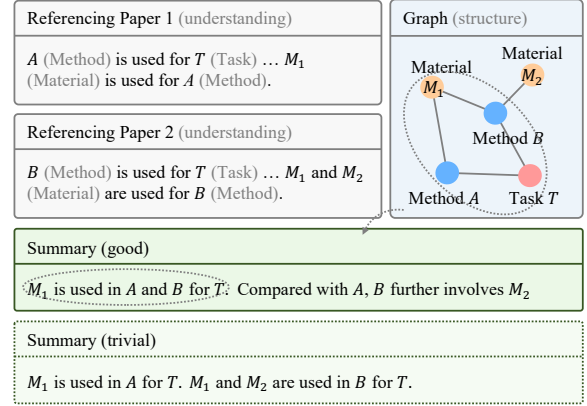 Referencing Paper 1 (understanding)
A (Method) is used for T (Task) … M₁
(Material) is used for A (Method).
Referencing Paper 2 (understanding)
B (Method) is used for T (Task) … M₁ and M₂
(Material) are used for B (Method).
Graph (structure)
Material
Material
M₁
M₂
Method B
Method A
Task T
Summary (good)
M₁ is used in A and B for T. Compared with A, B further involves M₂
Summary (trivial)
M₁ is used in A for T. M₁ and M₂ are used in B for T.